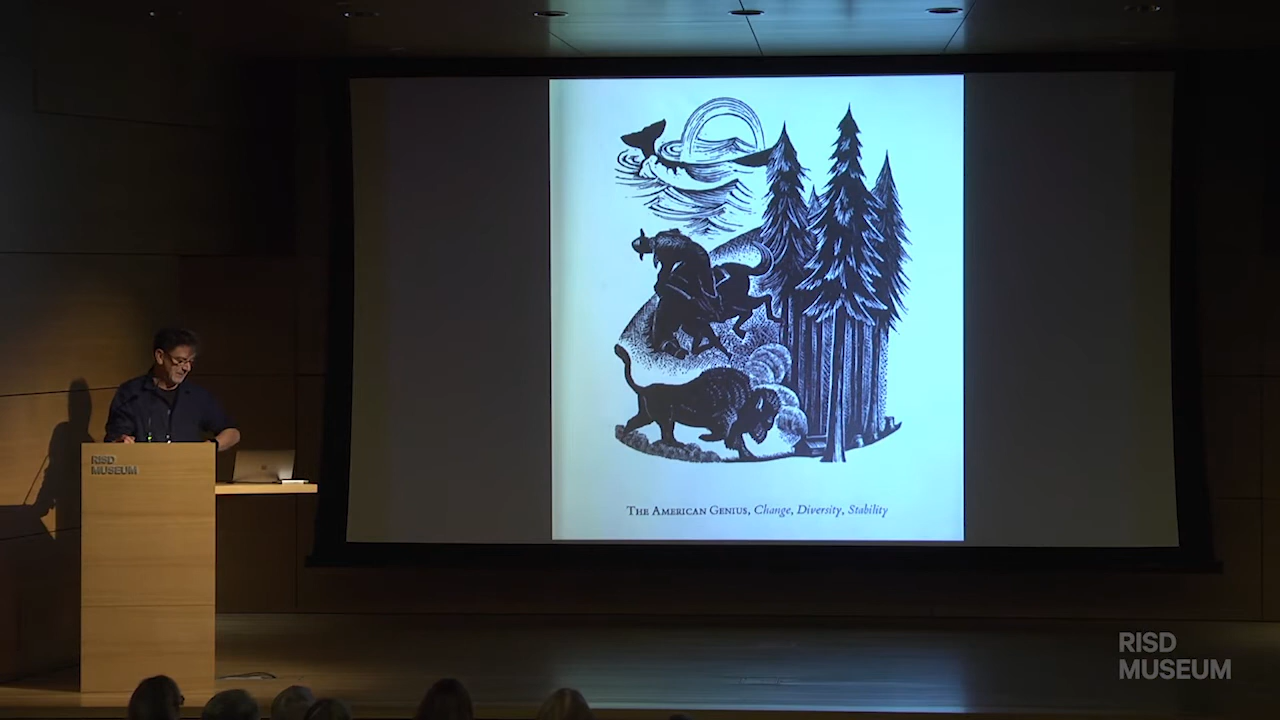 THE AMERICAN GENIUS, Change, Diversity, Stability
RISD
MUSEUM
RISD
MUSEUM